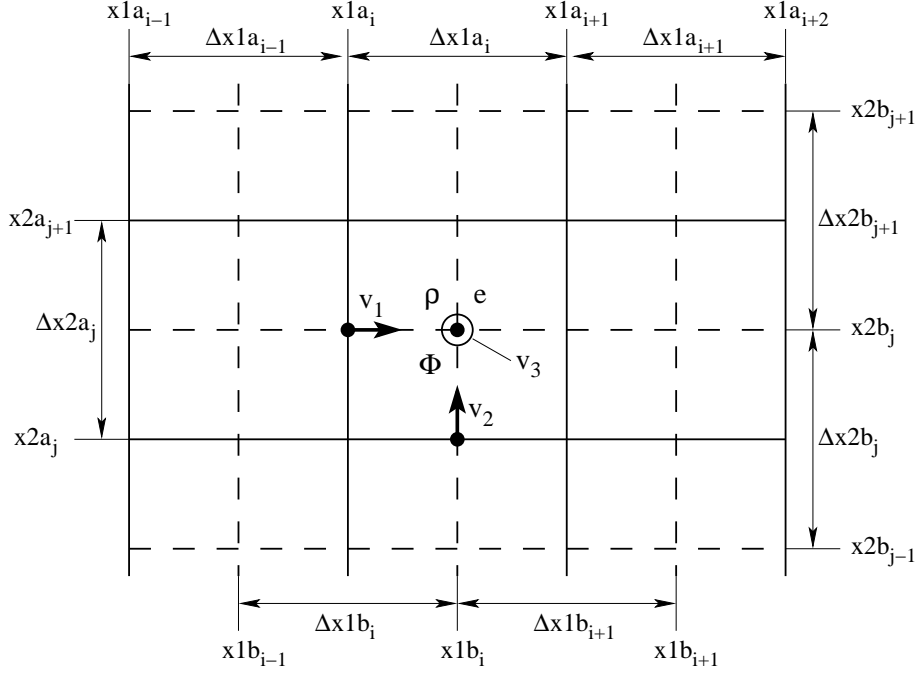 x1a_{i−1} x1a_i x1a_{i+1} x1a_{i+2}
Δx1a_{i−1} Δx1a_i Δx1a_{i+1}
x2b_{j+1}
x2a_{j+1} Δx2b_{j+1}
ρ e
v_1
Δx2a_j x2b_j
Φ v_3
v_2
x2a_j Δx2b_j
x2b_{j−1}
Δx1b_i Δx1b_{i+1}
x1b_{i−1} x1b_i x1b_{i+1}